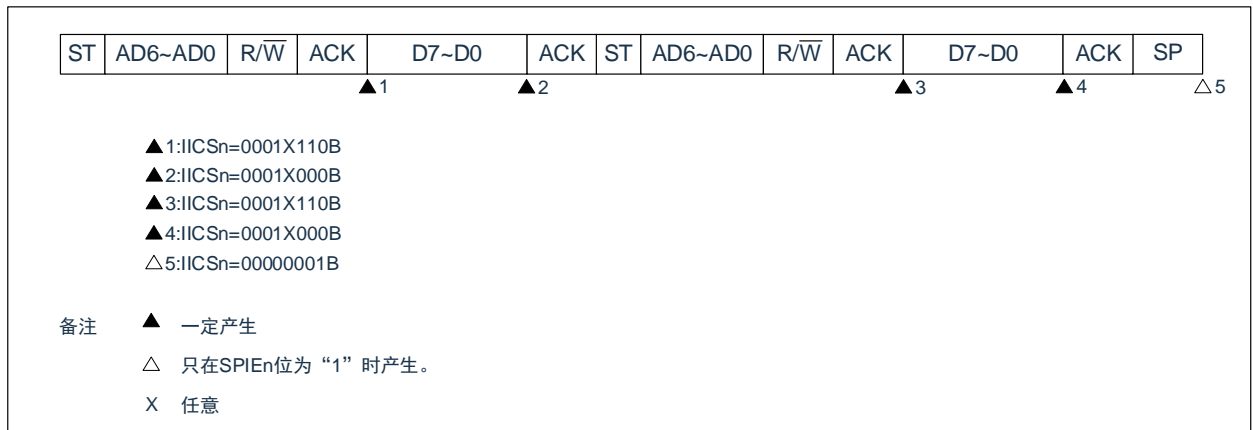 ST AD6~AD0 R/W̅ ACK D7~D0 ACK ST AD6~AD0 R/W̅ ACK D7~D0 ACK SP
▲1 ▲2 ▲3 ▲4 △5
▲1:IICSn=0001X110B
▲2:IICSn=0001X000B
▲3:IICSn=0001X110B
▲4:IICSn=0001X000B
△5:IICSn=00000001B
备注 ▲ 一定产生
△ 只在SPIEn位为“1”时产生。
X 任意